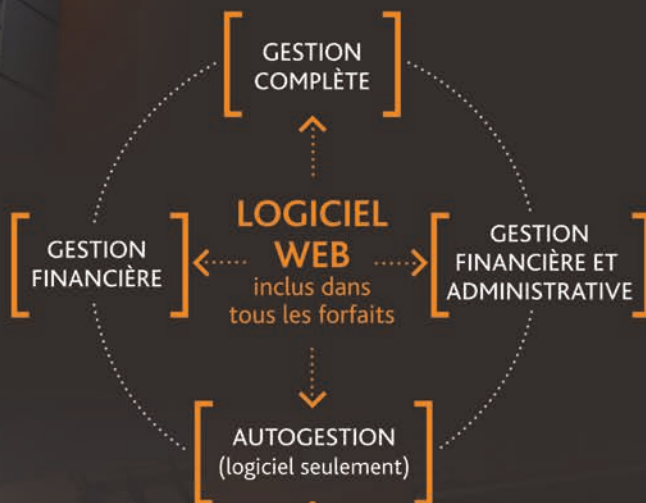 GESTION
COMPLÈTE
GESTION
FINANCIÈRE
LOGICIEL
WEB
inclus dans
tous les forfaits
GESTION
FINANCIÈRE ET
ADMINISTRATIVE
AUTOGESTION
(logiciel seulement)